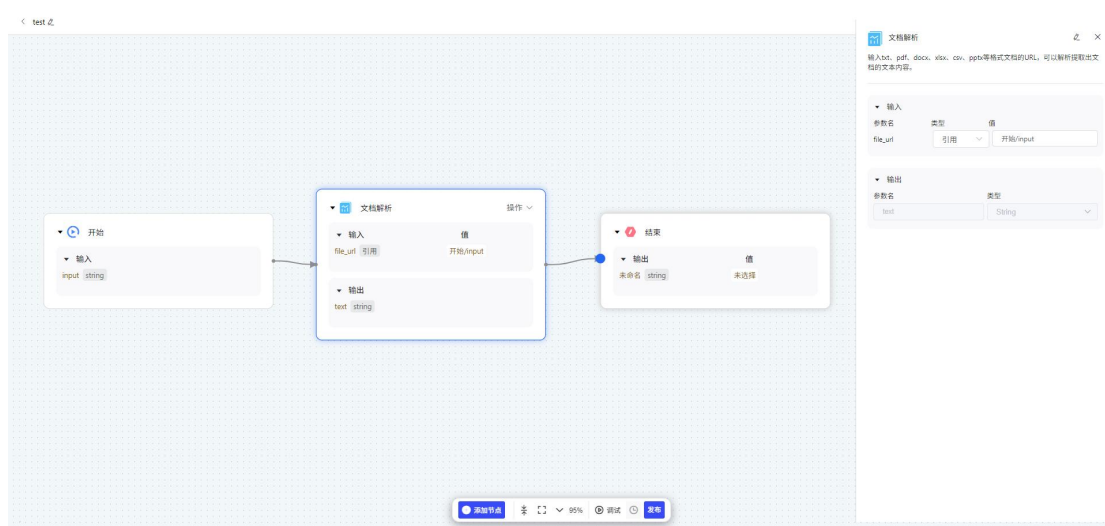 test
开始
输入
input string
文档解析 操作
输入 值
file_url 引用 开始/input
输出
text string
结束
输出 值
未命名 string 未选择
添加节点 95% 调试 发布
文档解析
输入txt、pdf、docx、xlsx、csv、pptx等格式文档的URL，可以解析提取出文
档的文本内容。
输入
参数名 类型 值
file_url 引用 开始/input
输出
参数名 类型
text String